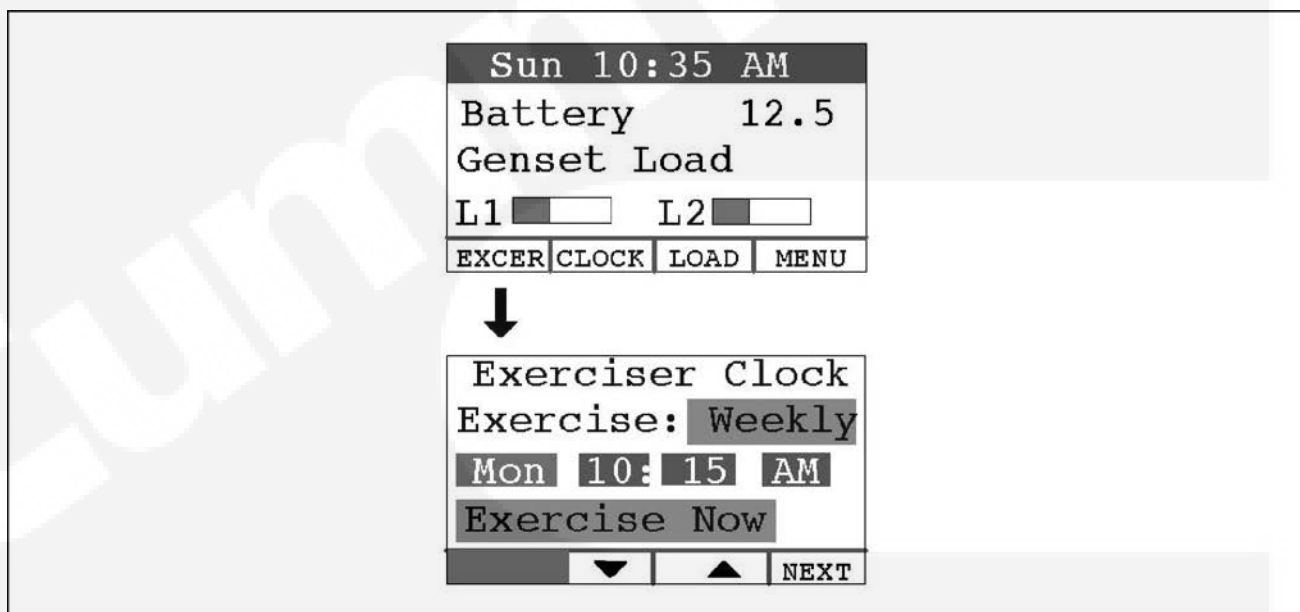 Sun 10:35 AM
Battery 12.5
Genset Load
L1 L2
EXCER CLOCK LOAD MENU
Exerciser Clock
Exercise: Weekly
Mon 10: 15 AM
Exercise Now
NEXT